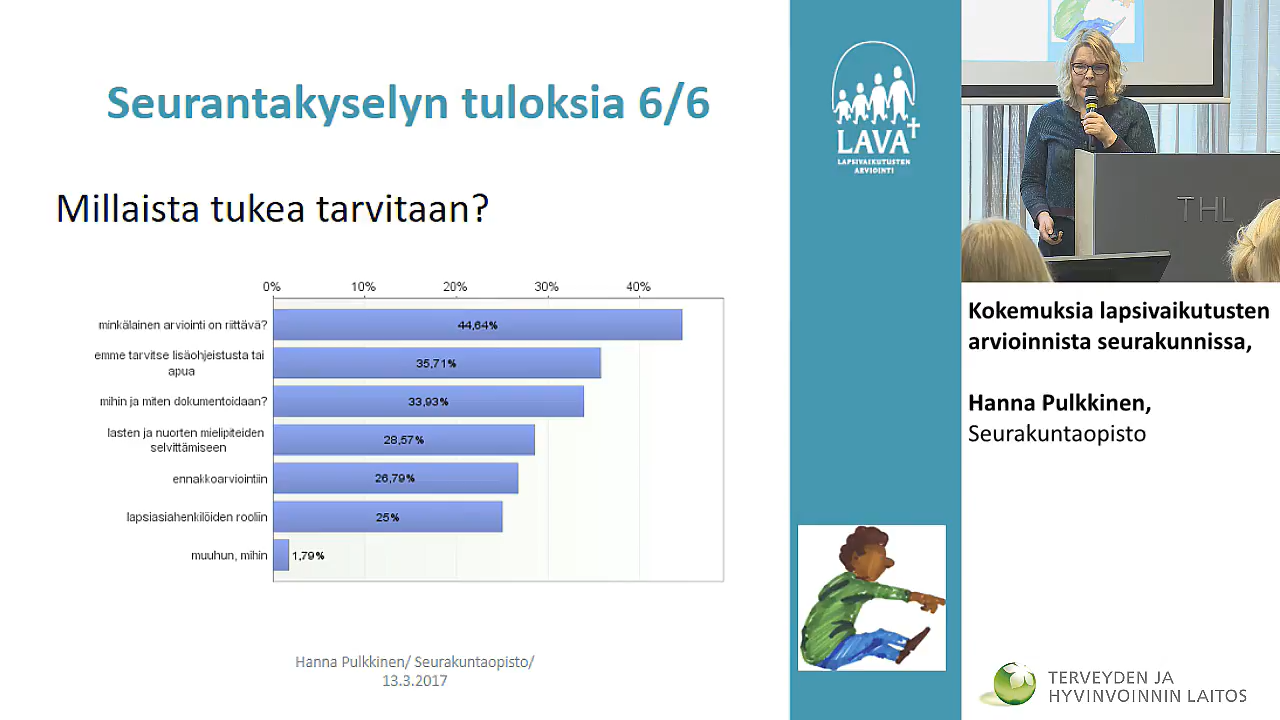 Seurantakyselyn tuloksia 6/6
Millaista tukea tarvitaan?
0%
10%
20%
30%
40%
minkälainen arviointi on riittävä?
44,64%
emme tarvitse lisäohjeistusta tai
apua
35,71%
mihin ja miten dokumentoidaan?
33,93%
lasten ja nuorten mielipiteiden
selvittämiseen
28,57%
ennakkoarviointiin
26,79%
lapsiasiahenkilöiden rooliin
25%
muuhun, mihin
1,79%
Hanna Pulkkinen/ Seurakuntaopisto/
13.3.2017
LAVA
LAPSIVAIKUTUSTEN
ARVIOINTI
THL
Kokemuksia lapsivaikutusten
arvioinnista seurakunnissa,
Hanna Pulkkinen,
Seurakuntaopisto
TERVEYDEN JA
HYVINVOINNIN LAITOS